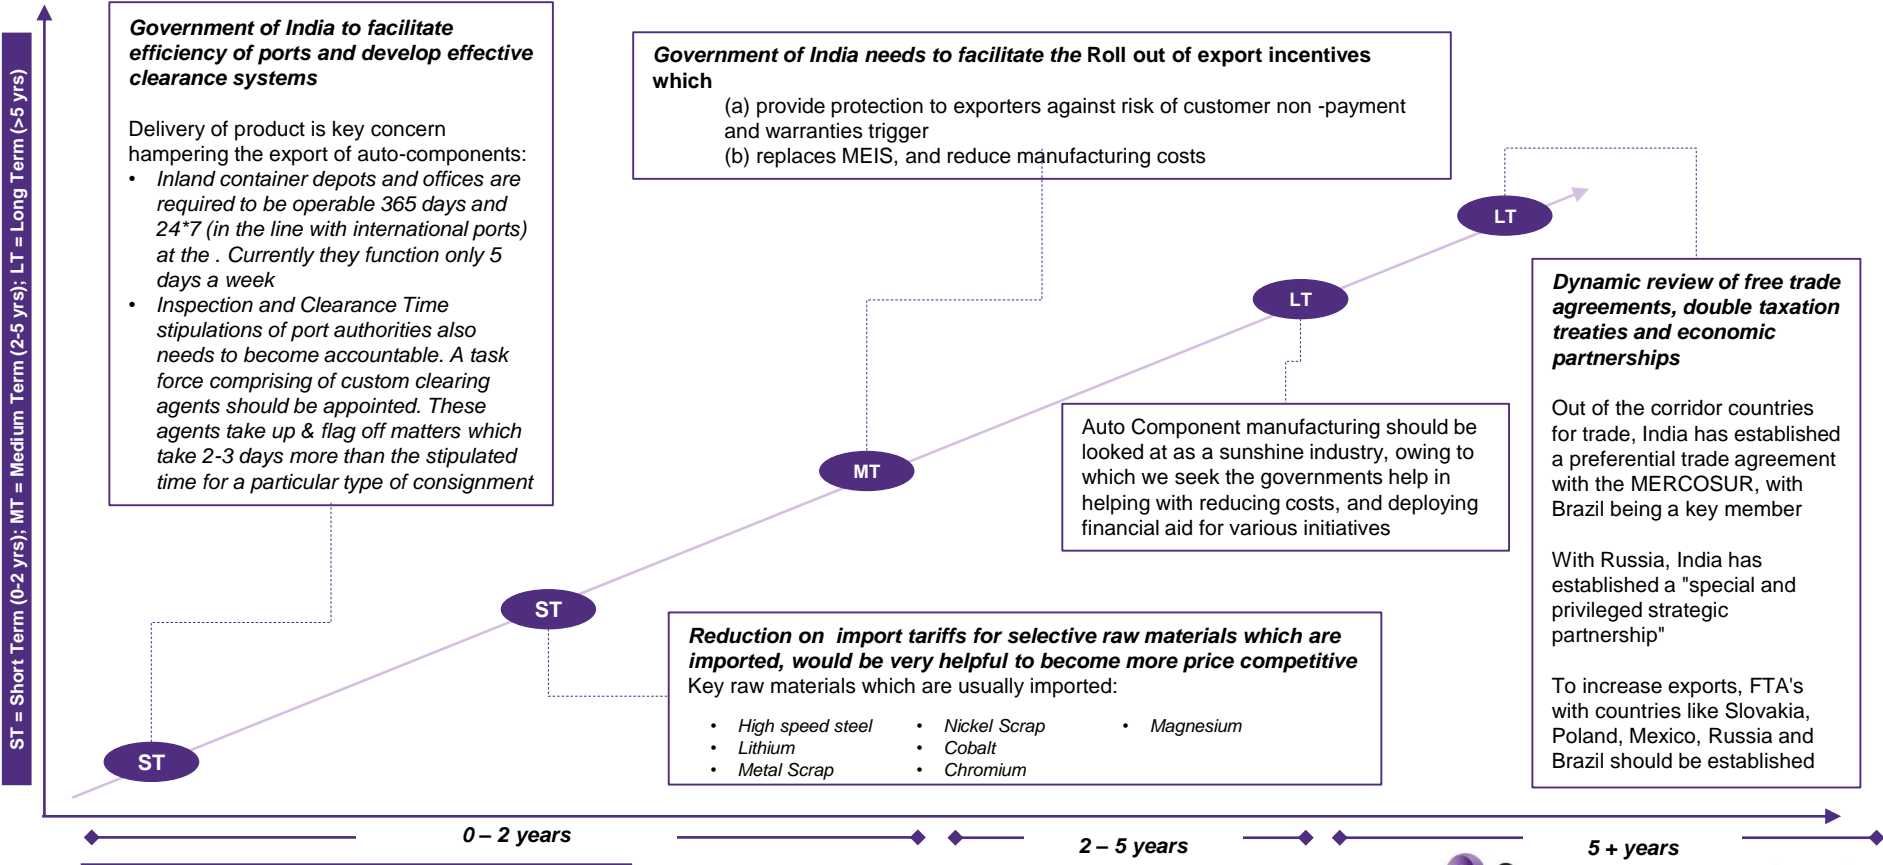 ST = Short Term (0-2 yrs); MT = Medium Term (2-5 yrs); LT = Long Term (>5 yrs)
Government of India to facilitate
efficiency of ports and develop effective
clearance systems
Delivery of product is key concern
hampering the export of auto-components:
• Inland container depots and offices are
required to be operable 365 days and
24*7 (in the line with international ports)
at the . Currently they function only 5
days a week
• Inspection and Clearance Time
stipulations of port authorities also
needs to become accountable. A task
force comprising of custom clearing
agents should be appointed. These
agents take up & flag off matters which
take 2-3 days more than the stipulated
time for a particular type of consignment
Government of India needs to facilitate the Roll out of export incentives
which
(a) provide protection to exporters against risk of customer non -payment
and warranties trigger
(b) replaces MEIS, and reduce manufacturing costs
LT
LT
MT
ST
ST
Auto Component manufacturing should be
looked at as a sunshine industry, owing to
which we seek the governments help in
helping with reducing costs, and deploying
financial aid for various initiatives
Dynamic review of free trade
agreements, double taxation
treaties and economic
partnerships
Out of the corridor countries
for trade, India has established
a preferential trade agreement
with the MERCOSUR, with
Brazil being a key member
With Russia, India has
established a "special and
privileged strategic
partnership"
To increase exports, FTA's
with countries like Slovakia,
Poland, Mexico, Russia and
Brazil should be established
Reduction on import tariffs for selective raw materials which are
imported, would be very helpful to become more price competitive
Key raw materials which are usually imported:
• High speed steel
• Lithium
• Metal Scrap
• Nickel Scrap
• Cobalt
• Chromium
• Magnesium
0 – 2 years
2 – 5 years
5 + years